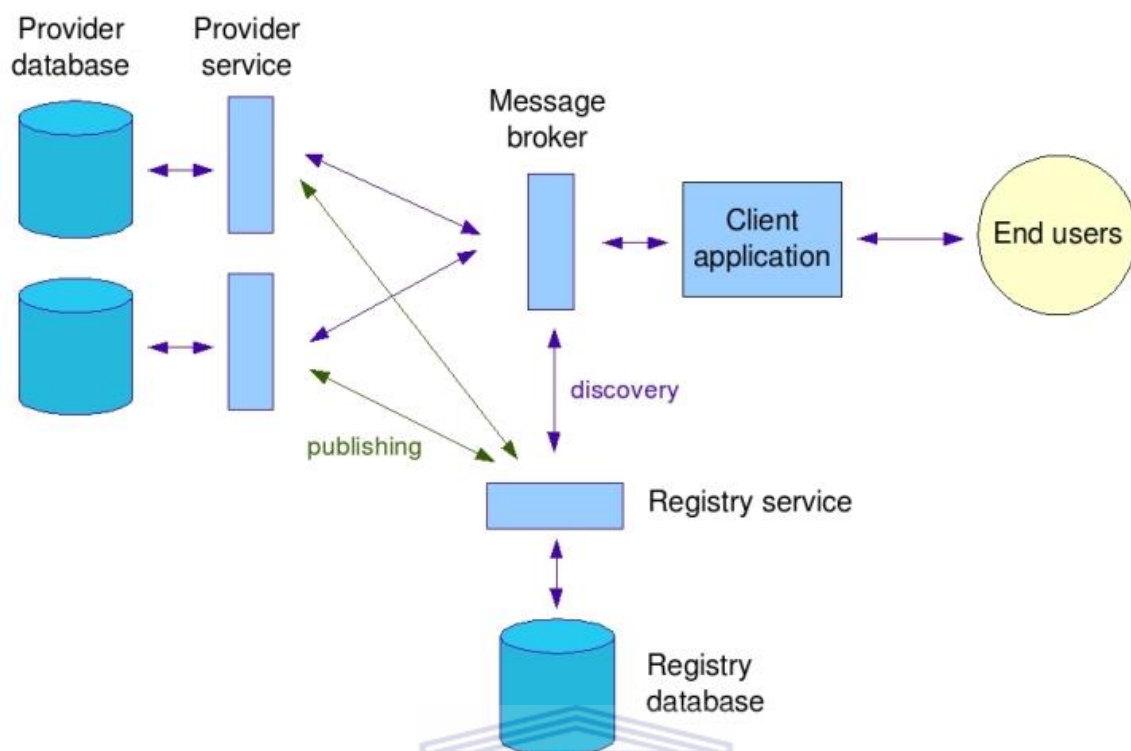 Provider
database
Provider
service
Message
broker
Client
application
End users
discovery
publishing
Registry service
Registry
database